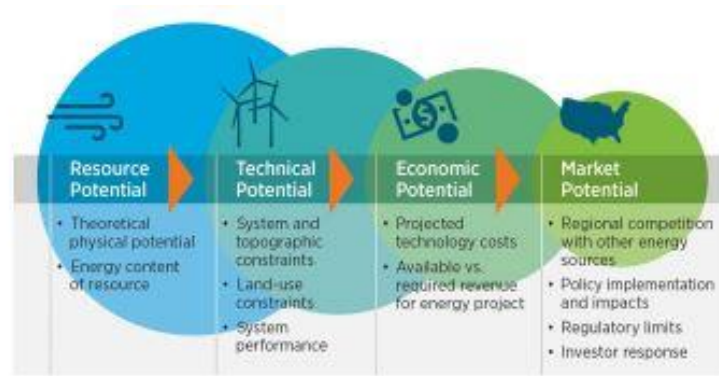 Resource
Potential
• Theoretical
physical potential
• Energy content
of resource
Technical
Potential
• System and
topographic
constraints
• Land-use
constraints
• System
performance
Economic
Potential
• Projected
technology costs
• Available vs.
required revenue
for energy project
Market
Potential
• Regional competition
with other energy
sources
• Policy implementation
and impacts
• Regulatory limits
• Investor response